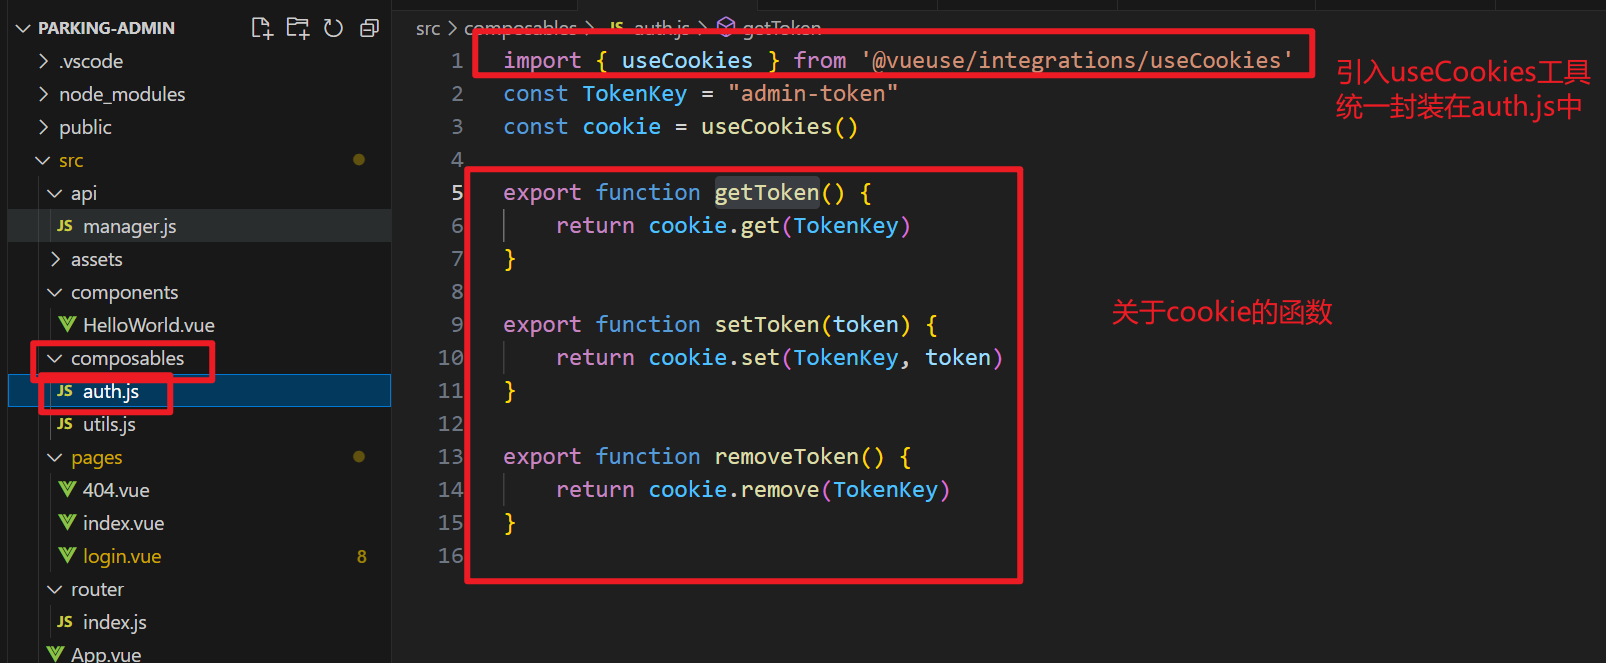 PARKING-ADMIN
.vscode
node_modules
public
src
api
JS manager.js
assets
components
HelloWorld.vue
composables
JS auth.js
JS utils.js
pages
404.vue
index.vue
login.vue 8
router
JS index.js
App.vue
src > composables > JS auth.js > getToken
1 import { useCookies } from '@vueuse/integrations/useCookies'
2 const TokenKey = "admin-token"
3 const cookie = useCookies()
4
5 export function getToken() {
6 return cookie.get(TokenKey)
7 }
8
9 export function setToken(token) {
10 return cookie.set(TokenKey, token)
11 }
12
13 export function removeToken() {
14 return cookie.remove(TokenKey)
15 }
16
引入useCookies工具
统一封装在auth.js中
关于cookie的函数